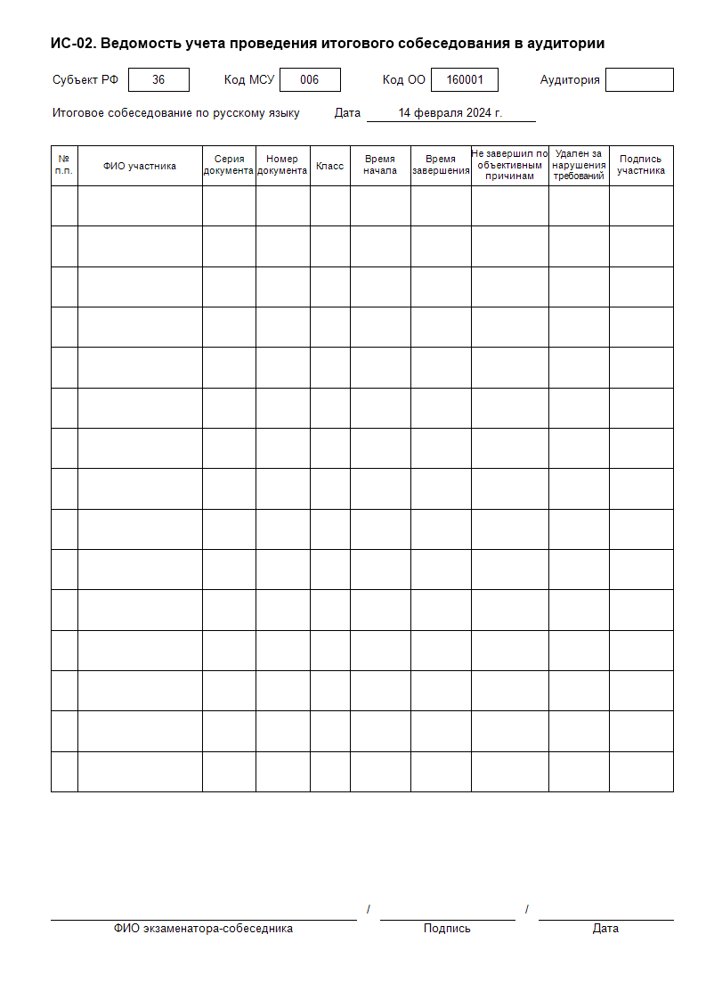 ИС-02. Ведомость учета проведения итогового собеседования в аудитории
Субъект РФ 36 Код МСУ 006 Код ОО 160001 Аудитория
Итоговое собеседование по русскому языку Дата 14 февраля 2024 г.
№ п.п.
ФИО участника
Серия документа
Номер документа
Класс
Время начала
Время завершения
Не завершил по объективным причинам
Удален за нарушения требований
Подпись участника
/ /
ФИО экзаменатора-собеседника Подпись Дата